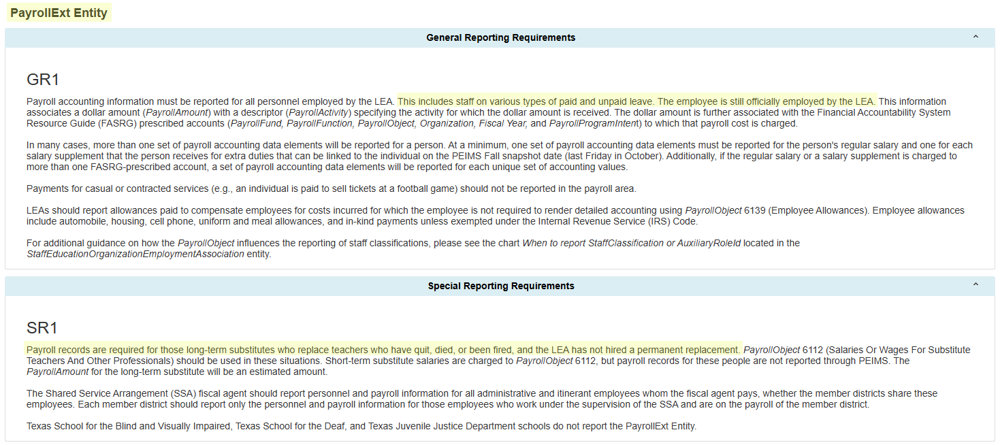 PayrollExt Entity
General Reporting Requirements
GR1
Payroll accounting information must be reported for all personnel employed by the LEA. This includes staff on various types of paid and unpaid leave. The employee is still officially employed by the LEA. This information
associates a dollar amount (PayrollAmount) with a descriptor (PayrollActivity) specifying the activity for which the dollar amount is received. The dollar amount is further associated with the Financial Accountability System
Resource Guide (FASRG) prescribed accounts (PayrollFund, PayrollFunction, PayrollObject, Organization, Fiscal Year, and PayrollProgramIntent) to which that payroll cost is charged.
In many cases, more than one set of payroll accounting data elements will be reported for a person. At a minimum, one set of payroll accounting data elements must be reported for the person's regular salary and one for each
salary supplement that the person receives for extra duties that can be linked to the individual on the PEIMS Fall snapshot date (last Friday in October). Additionally, if the regular salary or a salary supplement is charged to
more than one FASRG-prescribed account, a set of payroll accounting data elements will be reported for each unique set of accounting values.
Payments for casual or contracted services (e.g., an individual is paid to sell tickets at a football game) should not be reported in the payroll area.
LEAs should report allowances paid to compensate employees for costs incurred for which the employee is not required to render detailed accounting using PayrollObject 6139 (Employee Allowances). Employee allowances
include automobile, housing, cell phone, uniform and meal allowances, and in-kind payments unless exempted under the Internal Revenue Service (IRS) Code.
For additional guidance on how the PayrollObject influences the reporting of staff classifications, please see the chart When to report StaffClassification or AuxiliaryRoleId located in the
StaffEducationOrganizationEmploymentAssociation entity.
Special Reporting Requirements
SR1
Payroll records are required for those long-term substitutes who replace teachers who have quit, died, or been fired, and the LEA has not hired a permanent replacement. PayrollObject 6112 (Salaries Or Wages For Substitute
Teachers And Other Professionals) should be used in these situations. Short-term substitute salaries are charged to PayrollObject 6112, but payroll records for these people are not reported through PEIMS. The
PayrollAmount for the long-term substitute will be an estimated amount.
The Shared Service Arrangement (SSA) fiscal agent should report personnel and payroll information for all administrative and itinerant employees whom the fiscal agent pays, whether the member districts share these
employees. Each member district should report only the personnel and payroll information for those employees who work under the supervision of the SSA and are on the payroll of the member district.
Texas School for the Blind and Visually Impaired, Texas School for the Deaf, and Texas Juvenile Justice Department schools do not report the PayrollExt Entity.